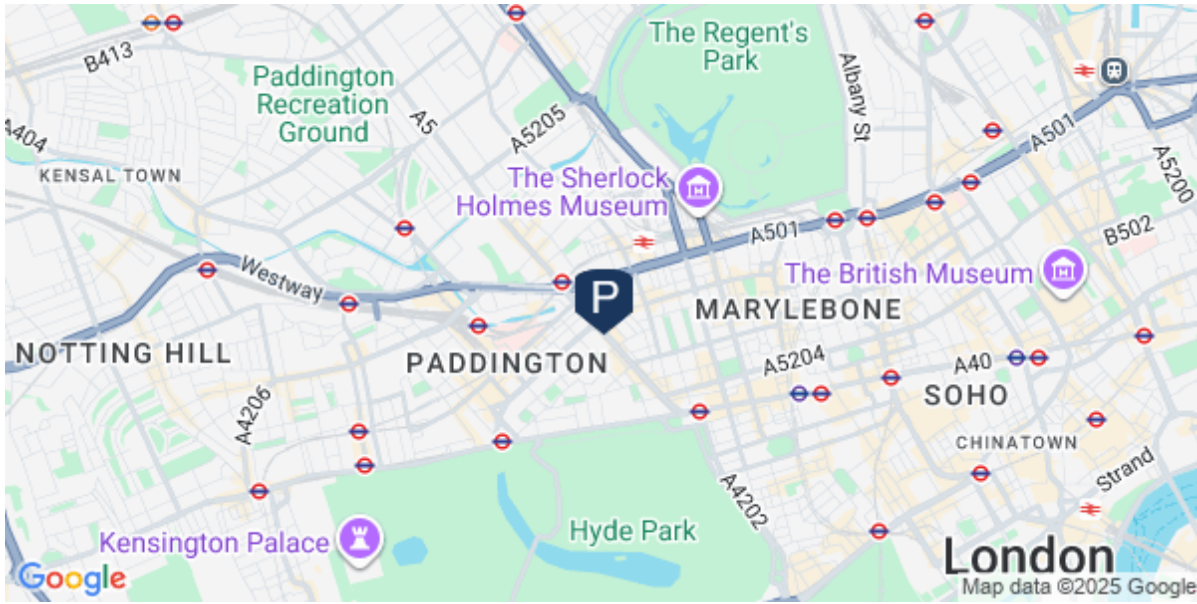 The Regent's
Park
B413
Paddington
Recreation
Ground
A5
A5205
Albany St
A501
A404
A5200
KENSAL TOWN
The Sherlock
Holmes Museum
A501
B502
Westway
The British Museum
P
MARYLEBONE
NOTTING HILL
PADDINGTON
A5204
A40
SOHO
A4206
CHINATOWN
Strand
A4202
Hyde Park
Kensington Palace
London
Google
Map data ©2025 Google